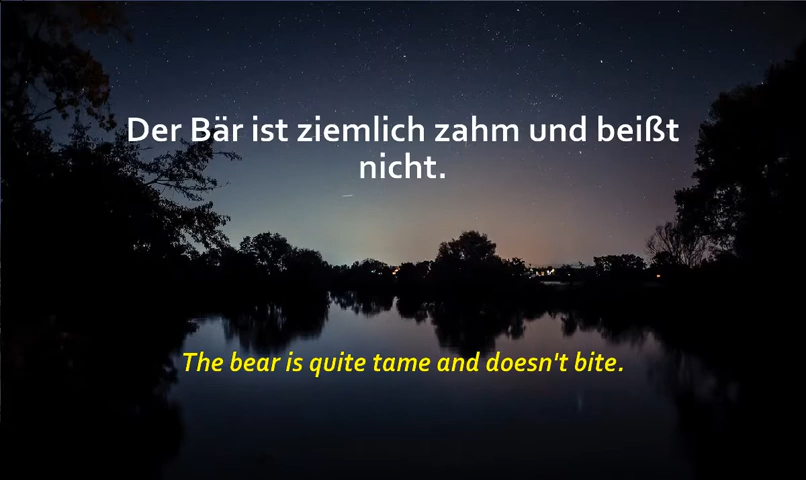 Der Bär ist ziemlich zahm und beißt
nicht.
The bear is quite tame and doesn't bite.